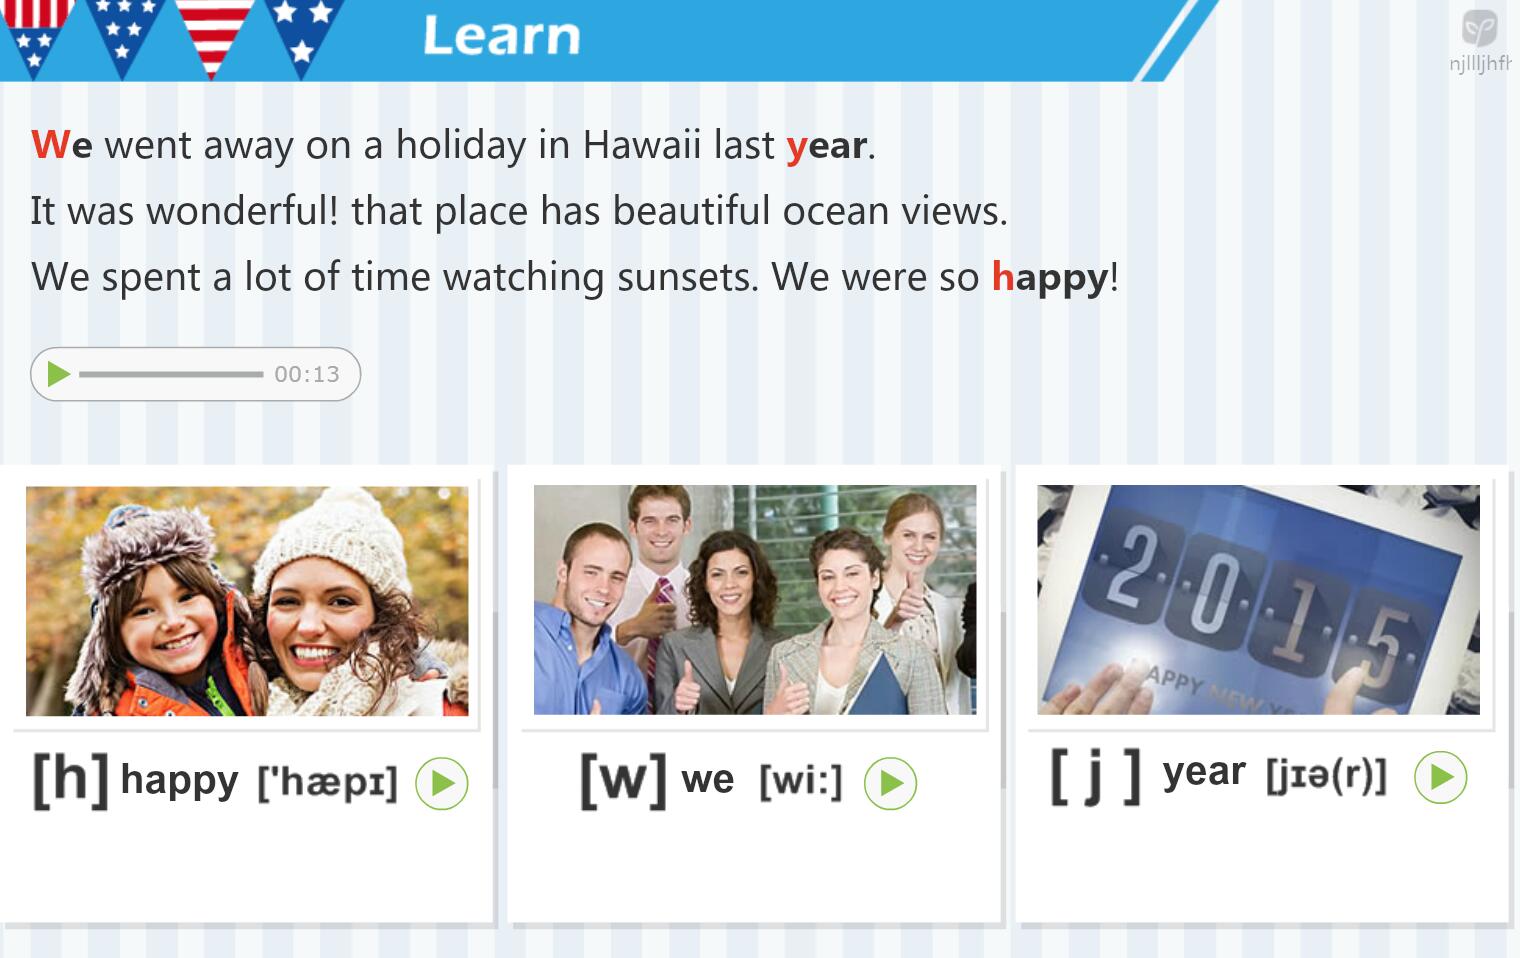 Learn
njllljhfh
We went away on a holiday in Hawaii last year.
It was wonderful! that place has beautiful ocean views.
We spent a lot of time watching sunsets. We were so happy!
00:13
2015
HAPPY NEW YE
[h] happy ['hæpɪ]
[w] we [wi:]
[ j ] year [jɪə(r)]